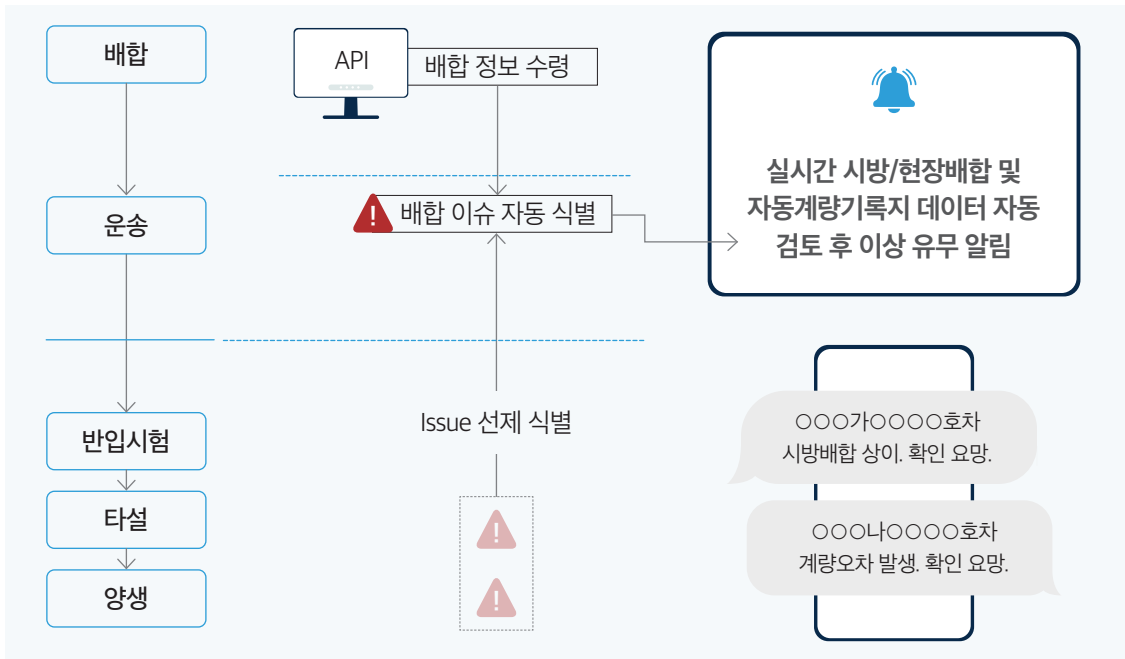 배합
API
배합 정보 수령
실시간 시방/현장배합 및
자동계량기록지 데이터 자동
검토 후 이상 유무 알림
운송
배합 이슈 자동 식별
반입시험
Issue 선제 식별
타설
양생
○○○가○○○○호차
시방배합 상이. 확인 요망.
○○○나○○○○호차
계량오차 발생. 확인 요망.